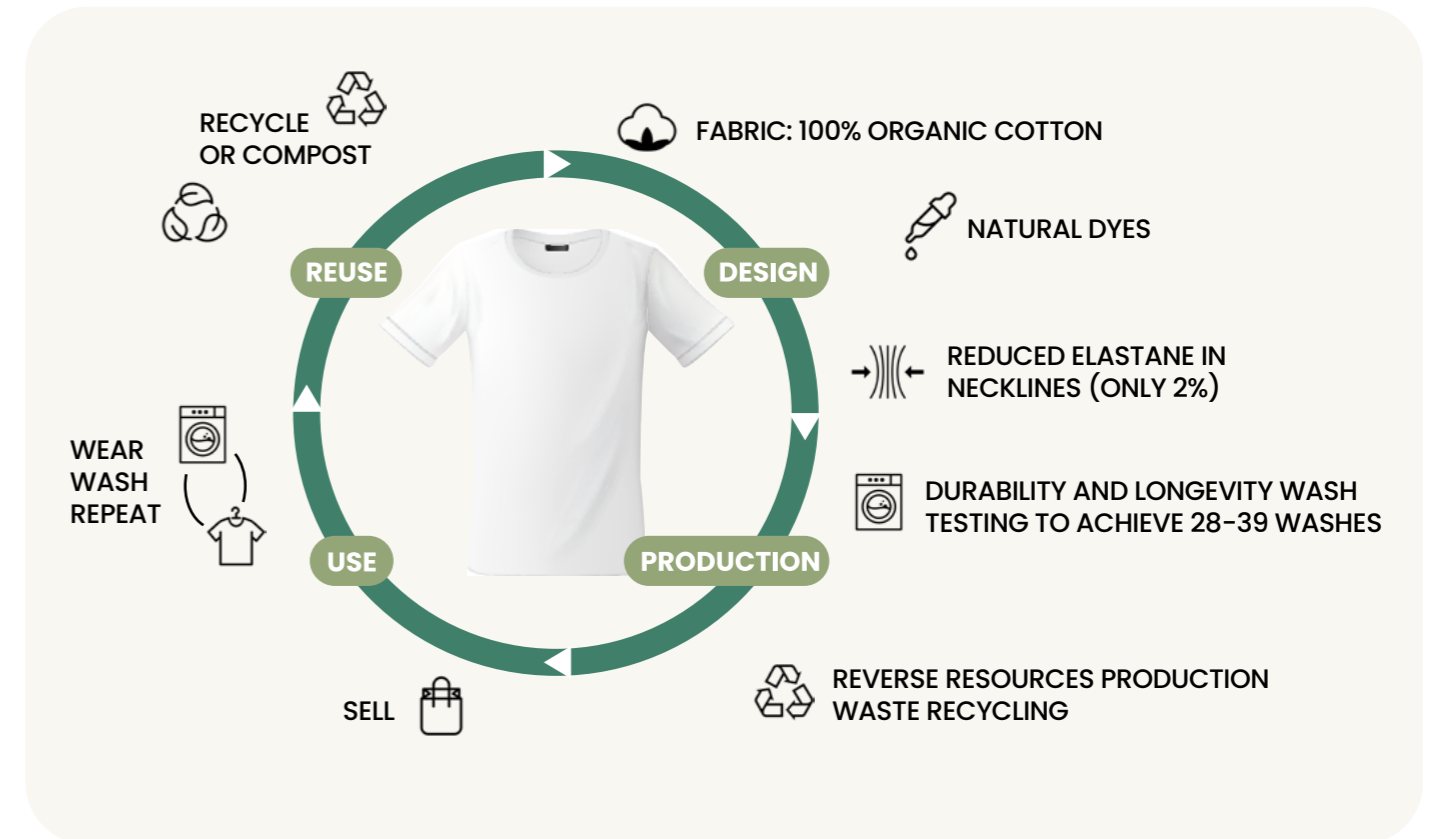 RECYCLE
OR COMPOST
FABRIC: 100% ORGANIC COTTON
NATURAL DYES
REUSE
DESIGN
REDUCED ELASTANE IN
NECKLINES (ONLY 2%)
WEAR
WASH
REPEAT
DURABILITY AND LONGEVITY WASH
TESTING TO ACHIEVE 28-39 WASHES
USE
PRODUCTION
SELL
REVERSE RESOURCES PRODUCTION
WASTE RECYCLING